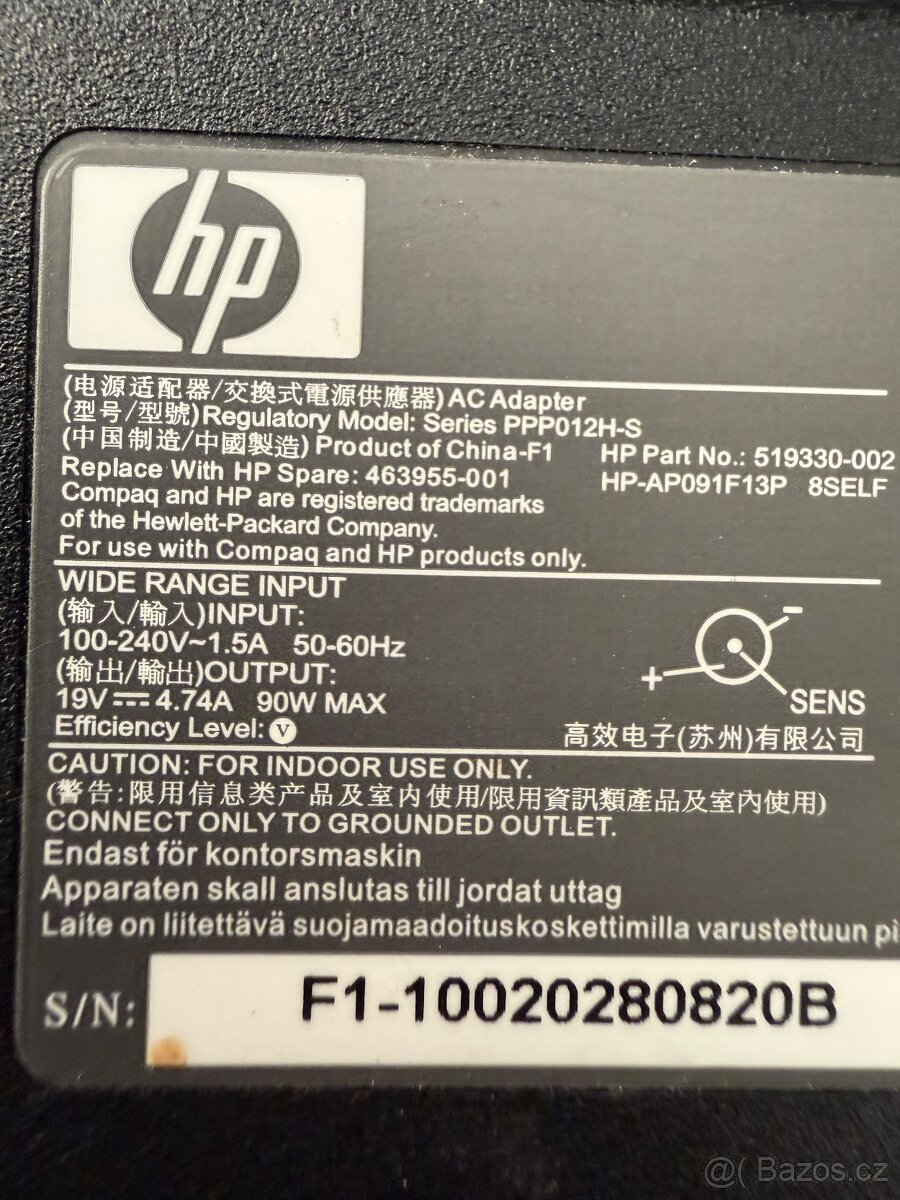 hp
(电源适配器/交換式電源供應器) AC Adapter
(型号/型號) Regulatory Model: Series PPP012H-S
(中国制造/中國製造) Product of China-F1 HP Part No.: 519330-002
Replace With HP Spare: 463955-001 HP-AP091F13P 8SELF
Compaq and HP are registered trademarks
of the Hewlett-Packard Company.
For use with Compaq and HP products only.
WIDE RANGE INPUT
(输入/輸入)INPUT:
100-240V~1.5A 50-60Hz
(输出/輸出)OUTPUT:
19V⎓4.74A 90W MAX
Efficiency Level: V
- + SENS
高效电子(苏州)有限公司
CAUTION: FOR INDOOR USE ONLY.
(警告:限用信息类产品及室内使用/限用資訊類產品及室內使用)
CONNECT ONLY TO GROUNDED OUTLET.
Endast för kontorsmaskin
Apparaten skall anslutas till jordat uttag
Laite on liitettävä suojamaadoituskoskettimilla varustettuun pi
S/N: F1-10020280820B
@( Bazos.cz